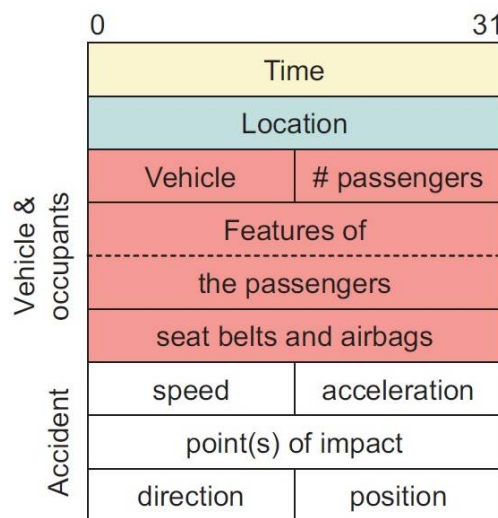 0 31
Time
Location
Vehicle # passengers
Features of
the passengers
seat belts and airbags
Vehicle &
occupants
speed acceleration
point(s) of impact
direction position
Accident